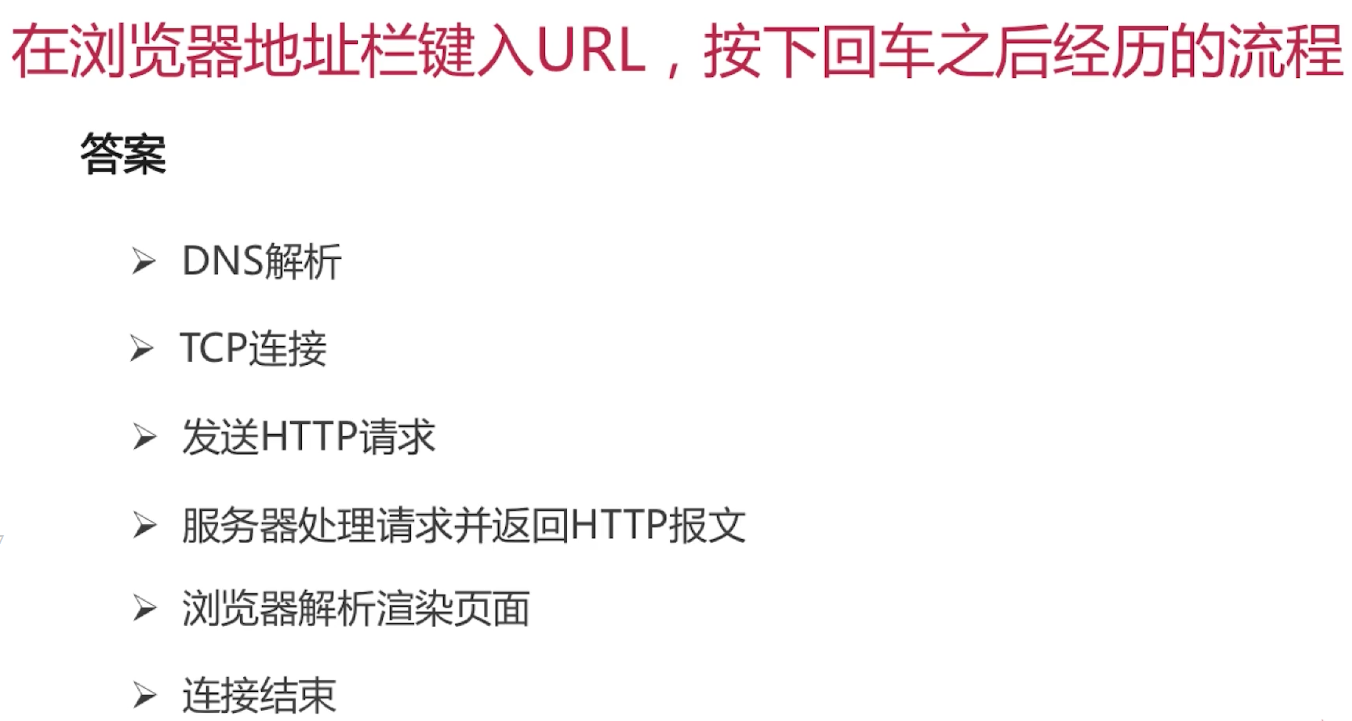 在浏览器地址栏键入URL，按下回车之后经历的流程
答案
➢ DNS解析
➢ TCP连接
➢ 发送HTTP请求
➢ 服务器处理请求并返回HTTP报文
➢ 浏览器解析渲染页面
➢ 连接结束